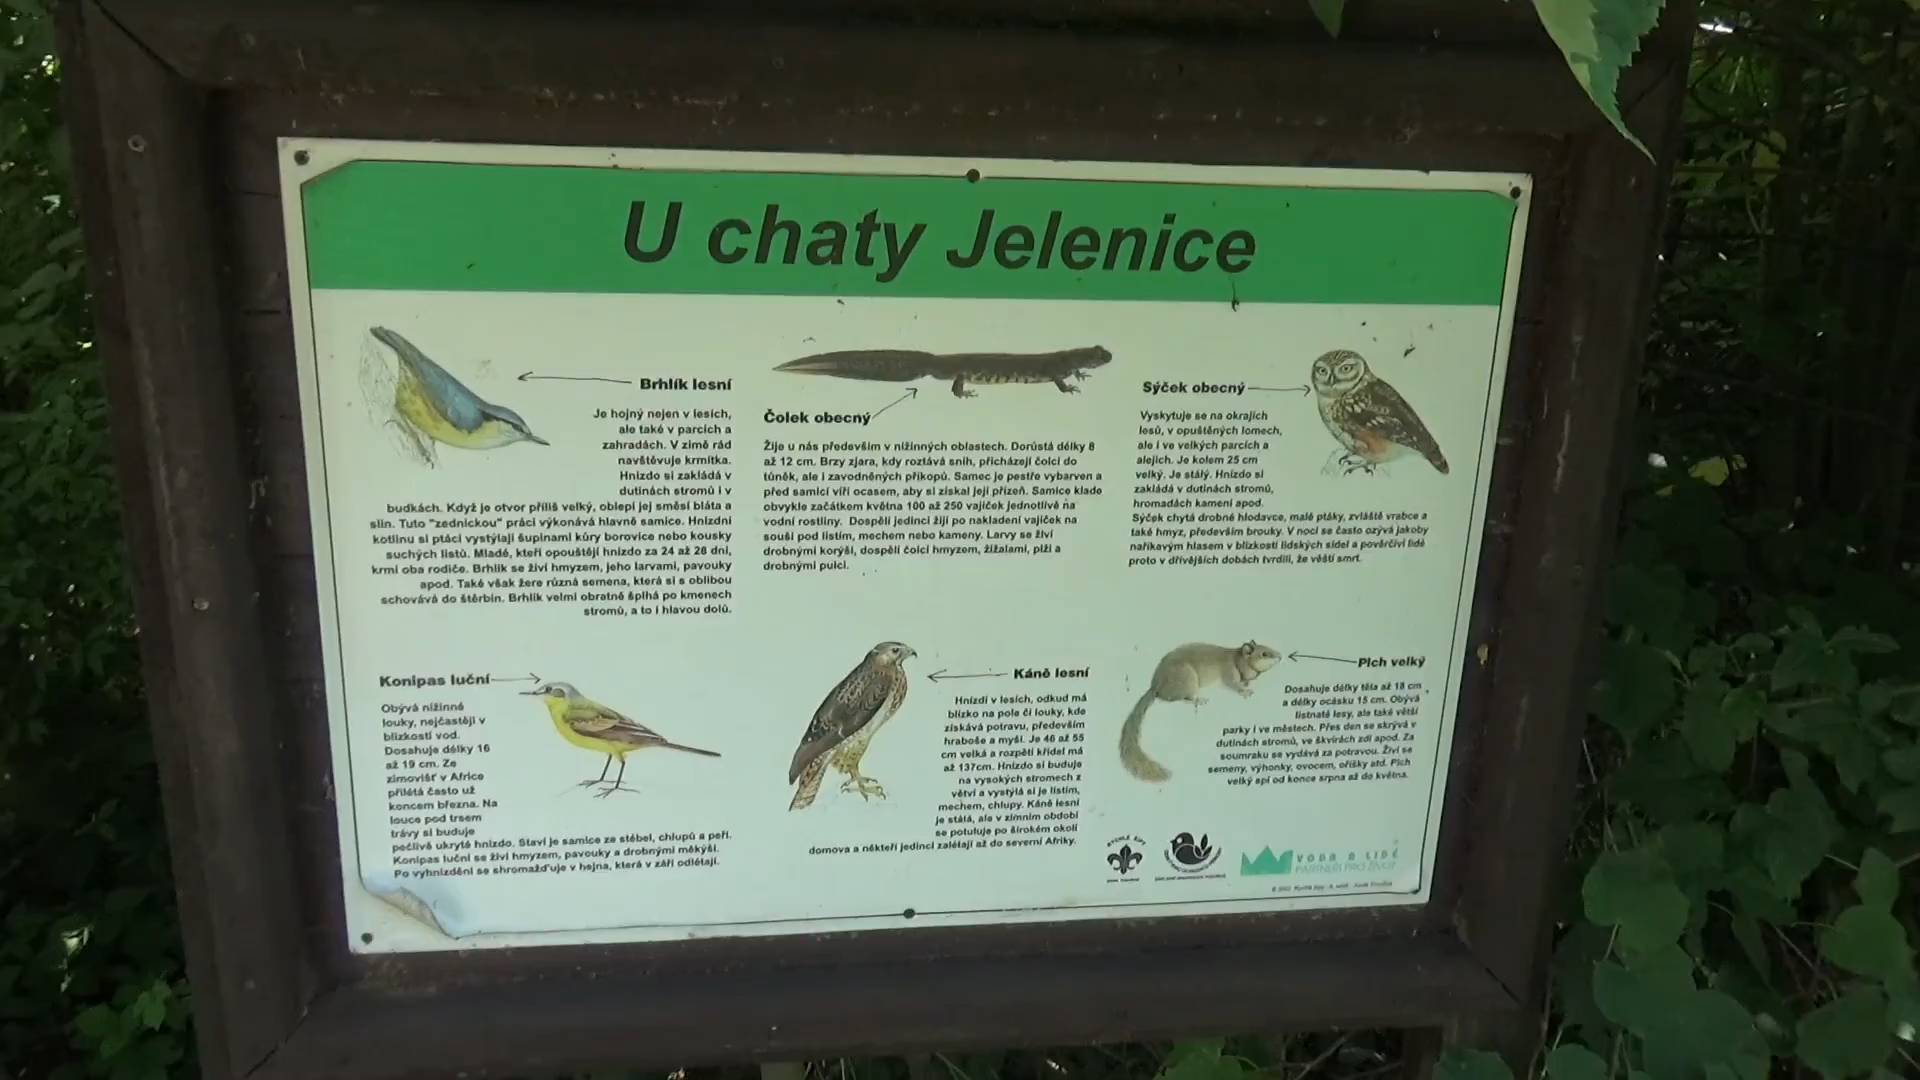 U chaty Jelenice
Brhlík lesní
Je hojný nejen v lesích,
ale také v parcích a
zahradách. V zimě rád
navštěvuje krmítka.
Hnízdo si zakládá v
dutinách stromů i v
budkách. Když je otvor příliš velký, oblepí jej směsí bláta a
slin. Tuto "zednickou" práci výkonává hlavně samice. Hnízdní
kotlinu si ptáci vystýlají šupinami kůry borovice nebo kousky
suchých listů. Mladé, kteří opouštějí hnízdo za 24 až 28 dní,
krmí oba rodiče. Brhlík se živí hmyzem, jeho larvami, pavouky
apod. Také však žere různá semena, která si s oblibou
schovává do štěrbin. Brhlík velmi obratně šplhá po kmenech
stromů, a to i hlavou dolů.
Čolek obecný
Žije u nás především v nížinných oblastech. Dorůstá délky 8
až 12 cm. Brzy zjara, kdy roztává sníh, přicházejí čolci do
tůněk, ale i zavodněných příkopů. Samec je pestře vybarven a
před samicí víří ocasem, aby si získal její přízeň. Samice klade
obvykle začátkem května 100 až 250 vajíček jednotlivě na
vodní rostliny. Dospělí jedinci žijí po nakladení vajíček na
souši pod listím, mechem nebo kameny. Larvy se živí
drobnými korýši, dospělí čolci hmyzem, žížalami, plži a
drobnými pulci.
Sýček obecný
Vyskytuje se na okrajích
lesů, v opuštěných lomech,
ale i ve velkých parcích a
alejích. Je kolem 25 cm
velký. Je stálý. Hnízdo si
zakládá v dutinách stromů,
hromadách kamení apod.
Sýček chytá drobné hlodavce, malé ptáky, zvláště vrabce a
také hmyz, především brouky. V noci se často ozývá jakoby
naříkavým hlasem v blízkosti lidských sídel a pověrčiví lidé
proto v dřívějších dobách tvrdili, že věští smrt.
Konipas luční
Obývá nížinné
louky, nejčastěji v
blízkosti vod.
Dosahuje délky 16
až 19 cm. Ze
zimovišť v Africe
přilétá často už
koncem března. Na
louce pod trsem
trávy si buduje
pečlivě ukryté hnízdo. Staví je samice ze stébel, chlupů a peří.
Konipas luční se živí hmyzem, pavouky a drobnými měkýši.
Po vyhnízdění se shromažďuje v hejna, která v září odlétají.
Káně lesní
Hnízdí v lesích, odkud má
blízko na pole či louky, kde
získává potravu, především
hraboše a myši. Je 46 až 55
cm velká a rozpětí křídel má
až 137cm. Hnízdo si buduje
na vysokých stromech z
větví a vystýlá si je listím,
mechem, chlupy. Káně lesní
je stálá, ale v zimním období
se potuluje po širokém okolí
domova a někteří jedinci zalétají až do severní Afriky.
Plch velký
Dosahuje délky těla až 18 cm
a délky ocásku 15 cm. Obývá
listnaté lesy, ale také větší
parky i ve městech. Přes den se skrývá v
dutinách stromů, ve škvírách zdí apod. Za
soumraku se vydává za potravou. Živí se
semeny, výhonky, ovocem, oříšky atd. Plch
velký spí od konce srpna až do května.
RYCHLÉ ŠÍPY
VODA A LIDÉ
PARTNEŘI PRO ŽIVOT